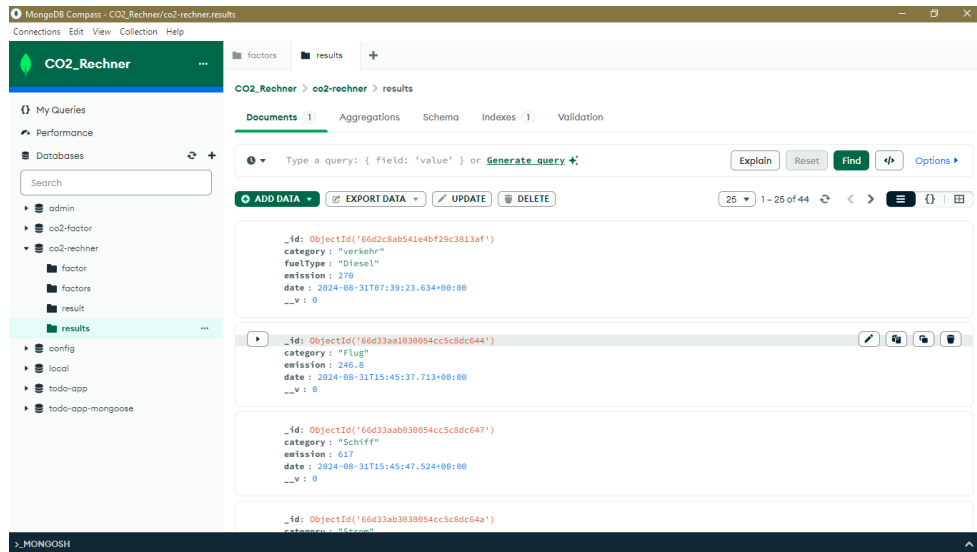 MongoDB Compass - CO2_Rechner/co2-rechner.results
Connections Edit View Collection Help
CO2_Rechner
My Queries
Performance
Databases
Search
admin
co2-factor
co2-rechner
factor
factors
result
results
config
local
todo-app
todo-app-mongoose
factors
results
CO2_Rechner > co2-rechner > results
Documents 1 Aggregations Schema Indexes 1 Validation
Type a query: { field: 'value' } or Generate query
Explain Reset Find </> Options
ADD DATA EXPORT DATA UPDATE DELETE 25 1 - 25 of 44 {}
_id: ObjectId('66d2c8ab541e4bf29c3813af')
category : "verkehr"
fuelType : "Diesel"
emission : 270
date : 2024-08-31T07:39:23.634+00:00
__v : 0
_id: ObjectId('66d33aa1030054cc5c8dc644')
category : "Flug"
emission : 246.8
date : 2024-08-31T15:45:37.713+00:00
__v : 0
_id: ObjectId('66d33aab030054cc5c8dc647')
category : "Schiff"
emission : 617
date : 2024-08-31T15:45:47.524+00:00
__v : 0
_id: ObjectId('66d33ab3030054cc5c8dc64a')
category : "Strom"
>_MONGOSH